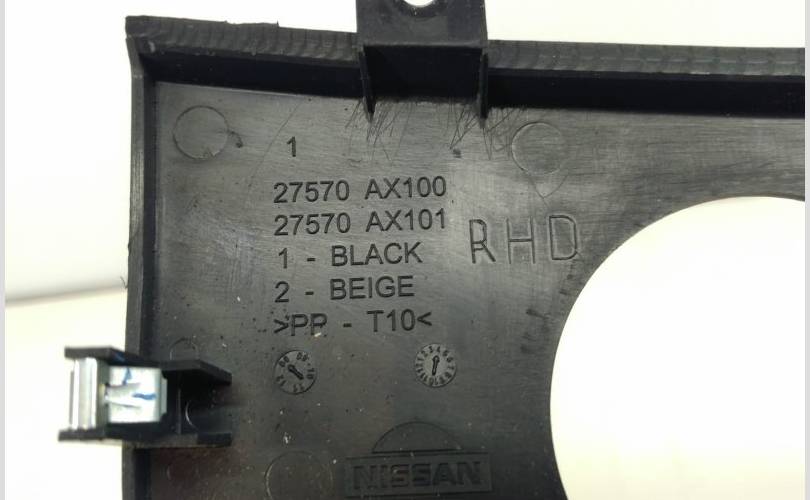 1
27570 AX100
27570 AX101
RHD
1 - BLACK
2 - BEIGE
>PP - T10<
NISSAN